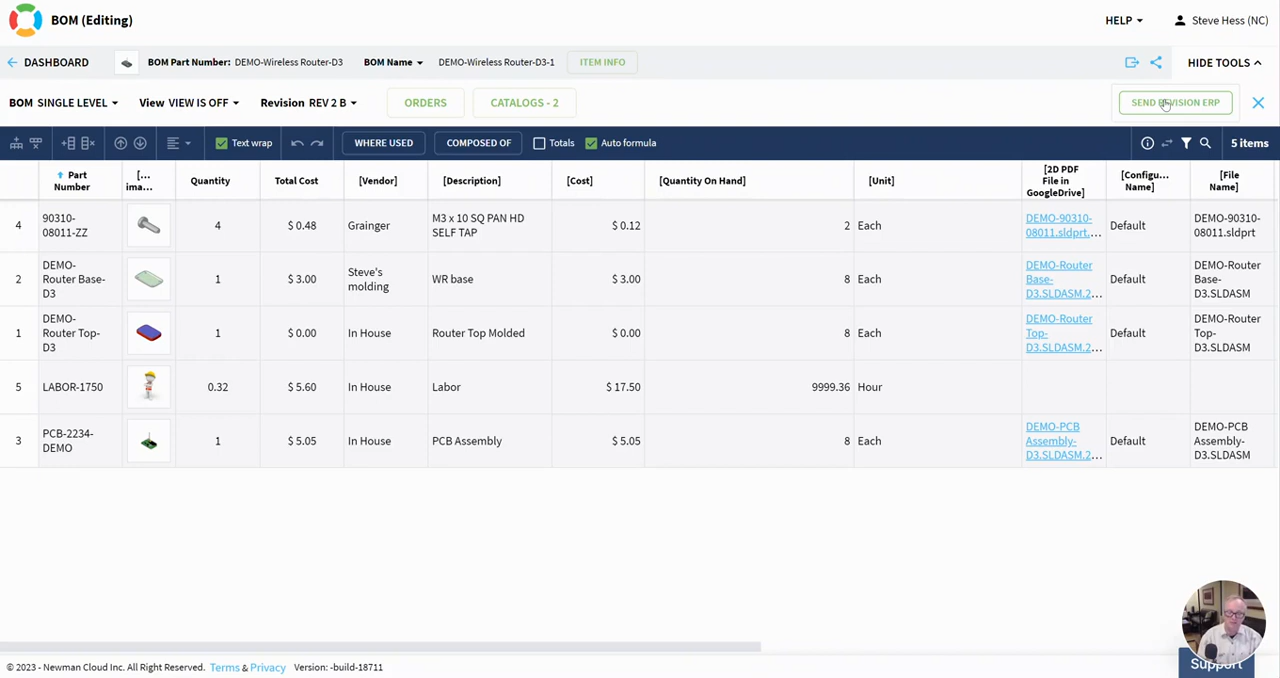 BOM (Editing)
HELP
Steve Hess (NC)
DASHBOARD
BOM Part Number: DEMO-Wireless Router-D3
BOM Name
DEMO-Wireless Router-D3-1
ITEM INFO
HIDE TOOLS
BOM SINGLE LEVEL
View VIEW IS OFF
Revision REV 2 B
ORDERS
CATALOGS - 2
SEND REVISION ERP
Text wrap
WHERE USED
COMPOSED OF
Totals
Auto formula
5 items
Part
Number
[...
ima...
Quantity
Total Cost
[Vendor]
[Description]
[Cost]
[Quantity On Hand]
[Unit]
[2D PDF
File in
GoogleDrive]
[Configu...
Name]
[File
Name]
4
90310-
08011-ZZ
4
$ 0.48
Grainger
M3 x 10 SQ PAN HD
SELF TAP
$ 0.12
2
Each
DEMO-90310-
08011.sldprt....
Default
DEMO-90310-
08011.sldprt
2
DEMO-
Router Base-
D3
1
$ 3.00
Steve's
molding
WR base
$ 3.00
8
Each
DEMO-Router
Base-
D3.SLDASM.2...
Default
DEMO-Router
Base-
D3.SLDASM
1
DEMO-
Router Top-
D3
1
$ 0.00
In House
Router Top Molded
$ 0.00
8
Each
DEMO-Router
Top-
D3.SLDASM.2...
Default
DEMO-Router
Top-
D3.SLDASM
5
LABOR-1750
0.32
$ 5.60
In House
Labor
$ 17.50
9999.36
Hour
3
PCB-2234-
DEMO
1
$ 5.05
In House
PCB Assembly
$ 5.05
8
Each
DEMO-PCB
Assembly-
D3.SLDASM.2...
Default
DEMO-PCB
Assembly-
D3.SLDASM
Support
© 2023 - Newman Cloud Inc. All Right Reserved. Terms & Privacy Version: -build-18711